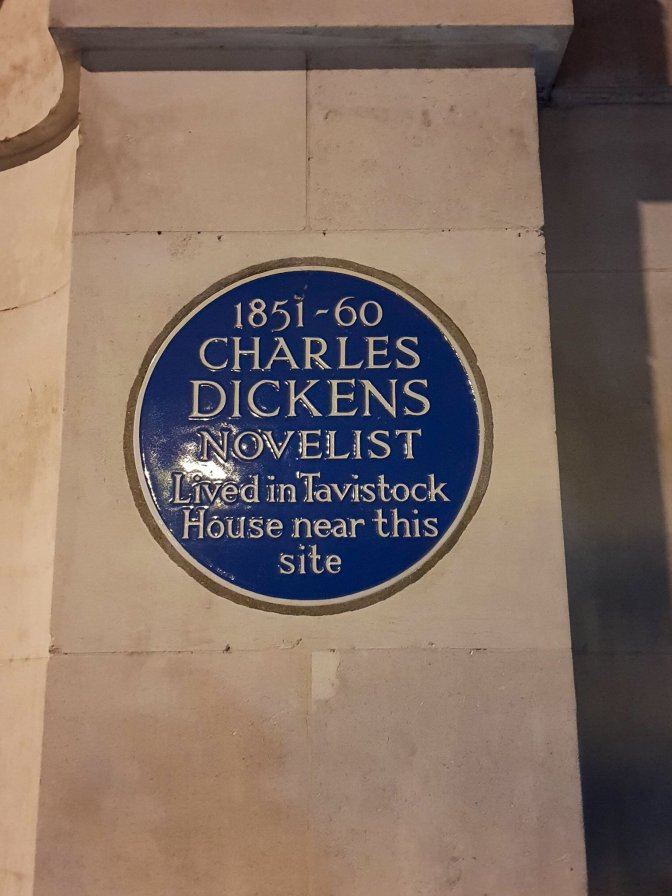 1851-60
CHARLES
DICKENS
NOVELIST
Lived in Tavistock
House near this
site